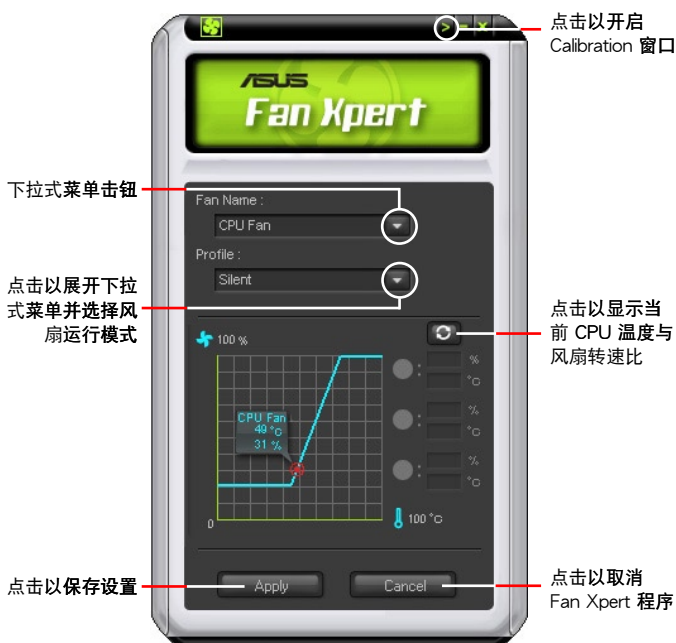 点击以开启
Calibration 窗口
> - ×
ASUS
Fan Xpert
下拉式菜单击钮
Fan Name :
CPU Fan
Profile :
Silent
点击以展开下拉
式菜单并选择风
扇运行模式
点击以显示当
前 CPU 温度与
风扇转速比
100 %
CPU Fan
49 °C
31 %
: %
°C
: %
°C
: %
°C
0
100 °C
点击以保存设置
Apply
Cancel
点击以取消
Fan Xpert 程序